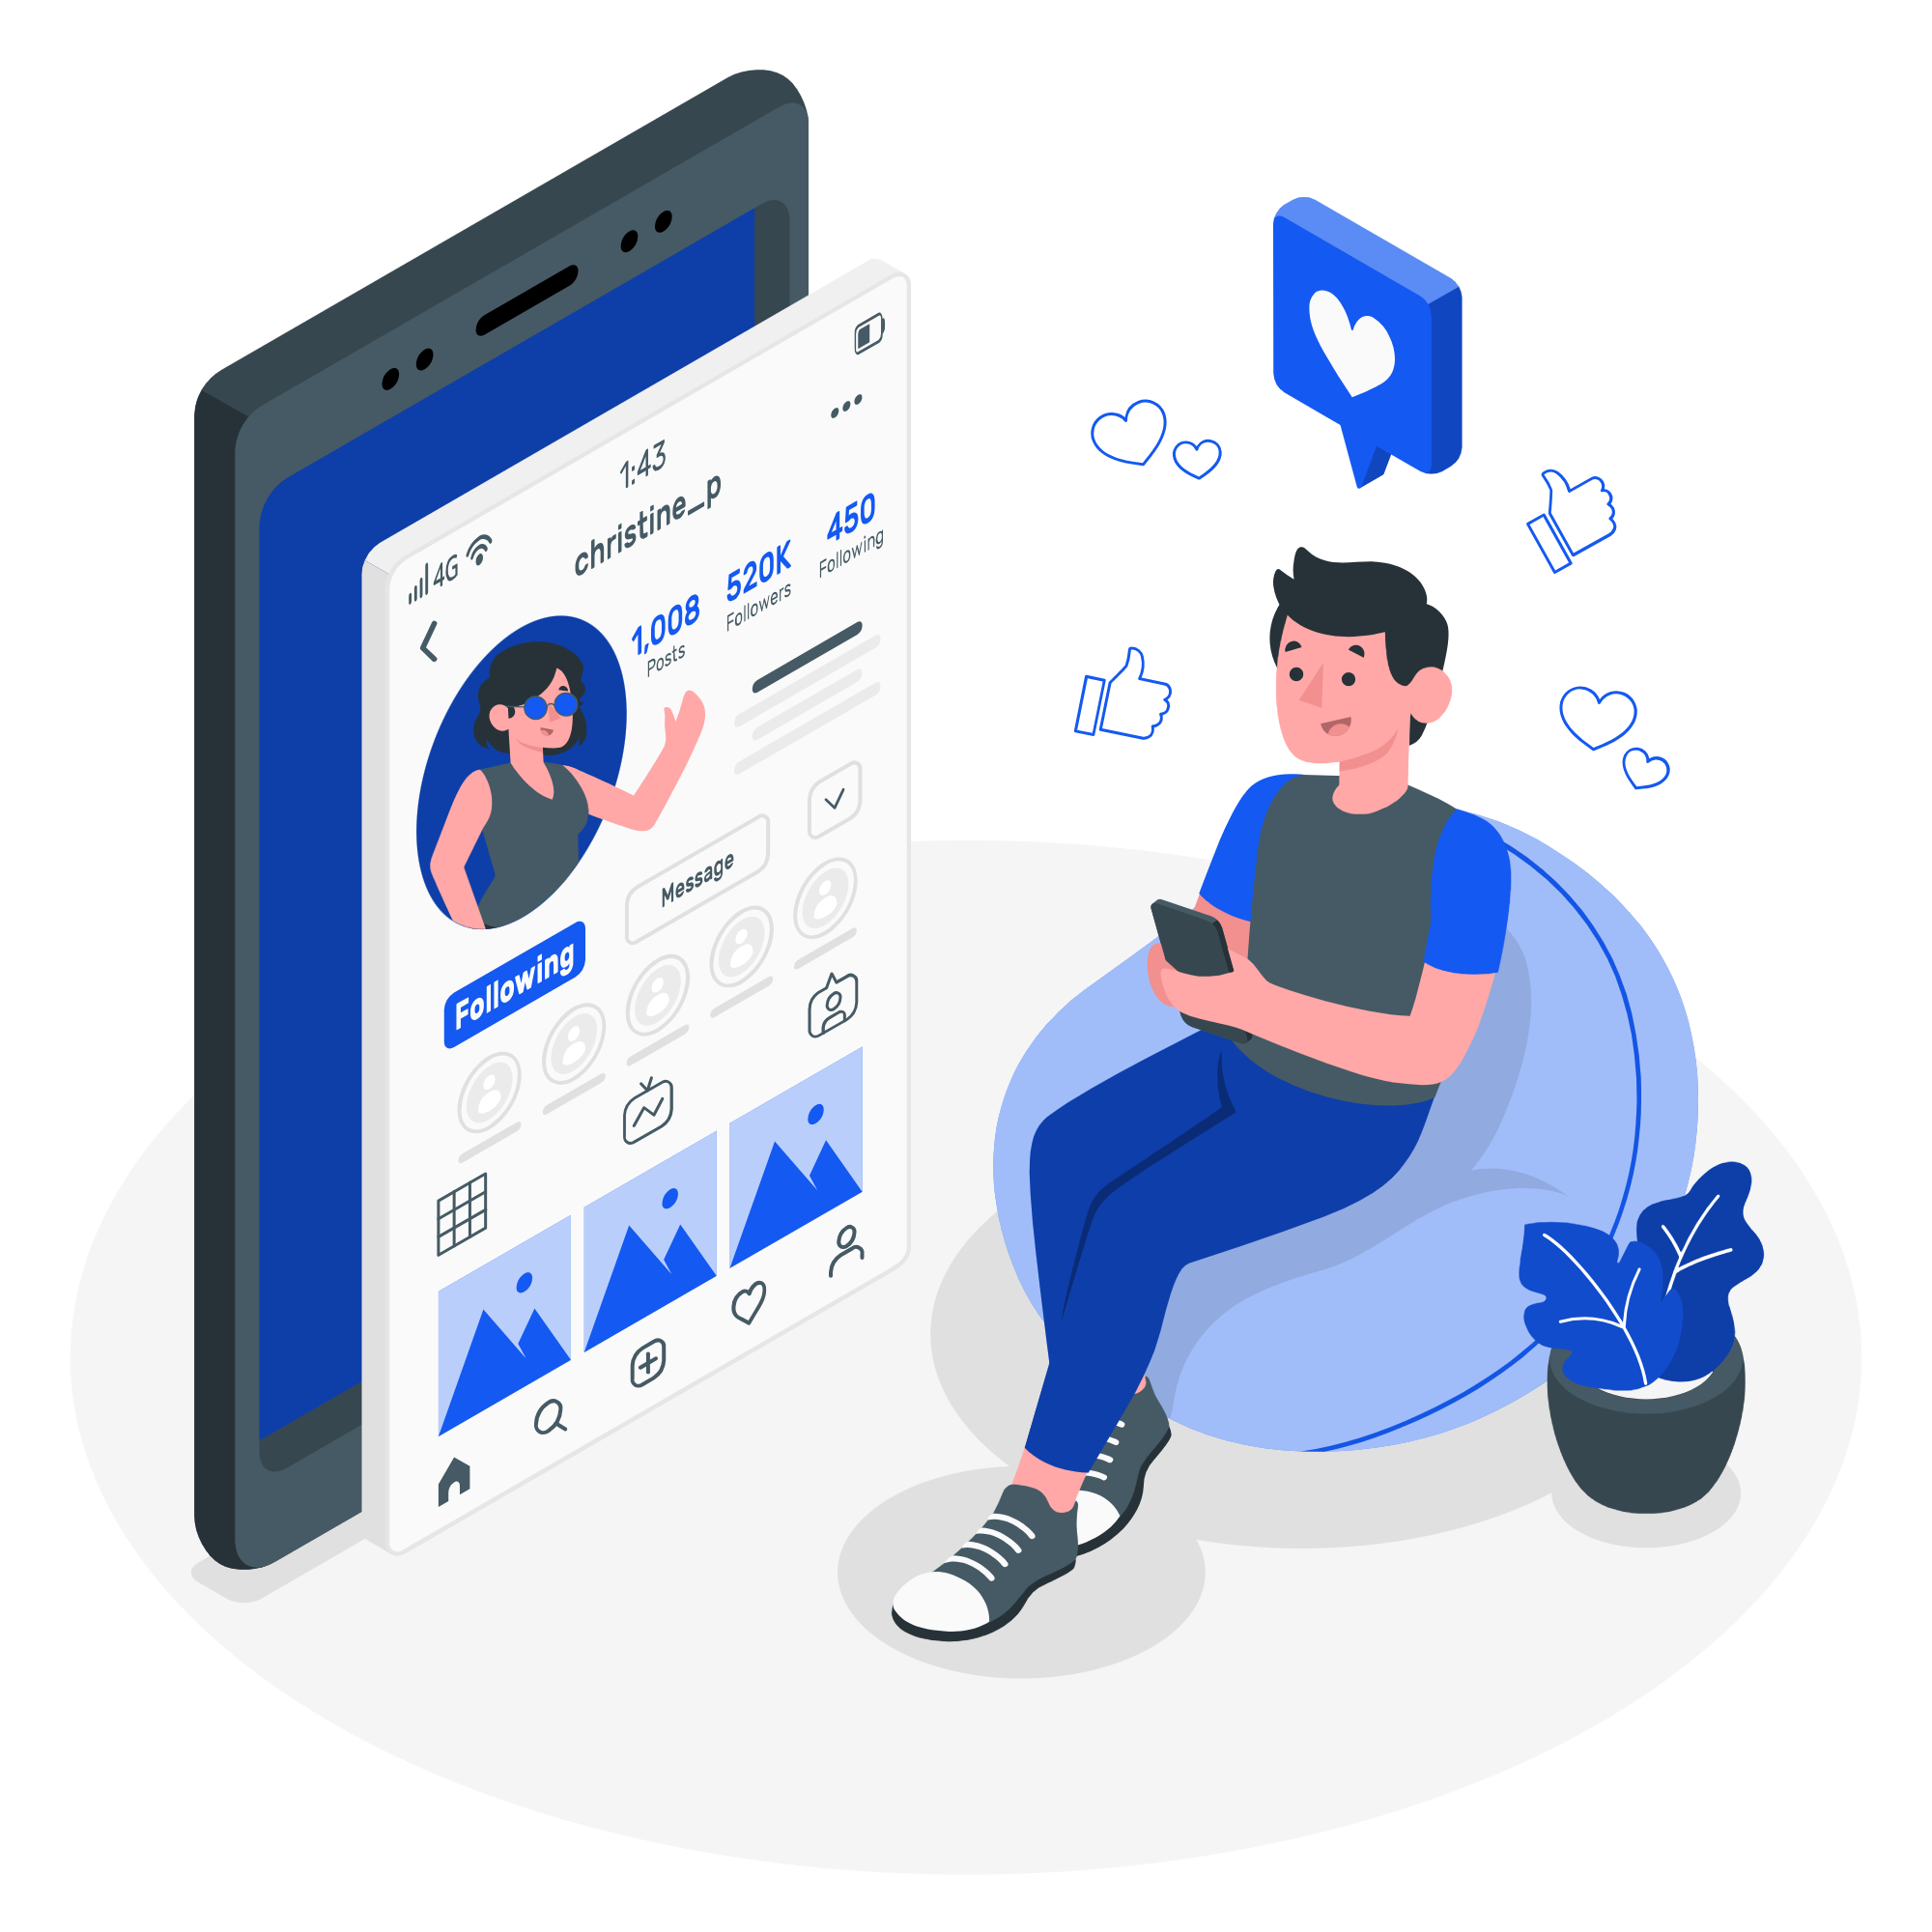 4G
1:43
christine_p
1,008
Posts
520K
Followers
450
Following
Following
Message